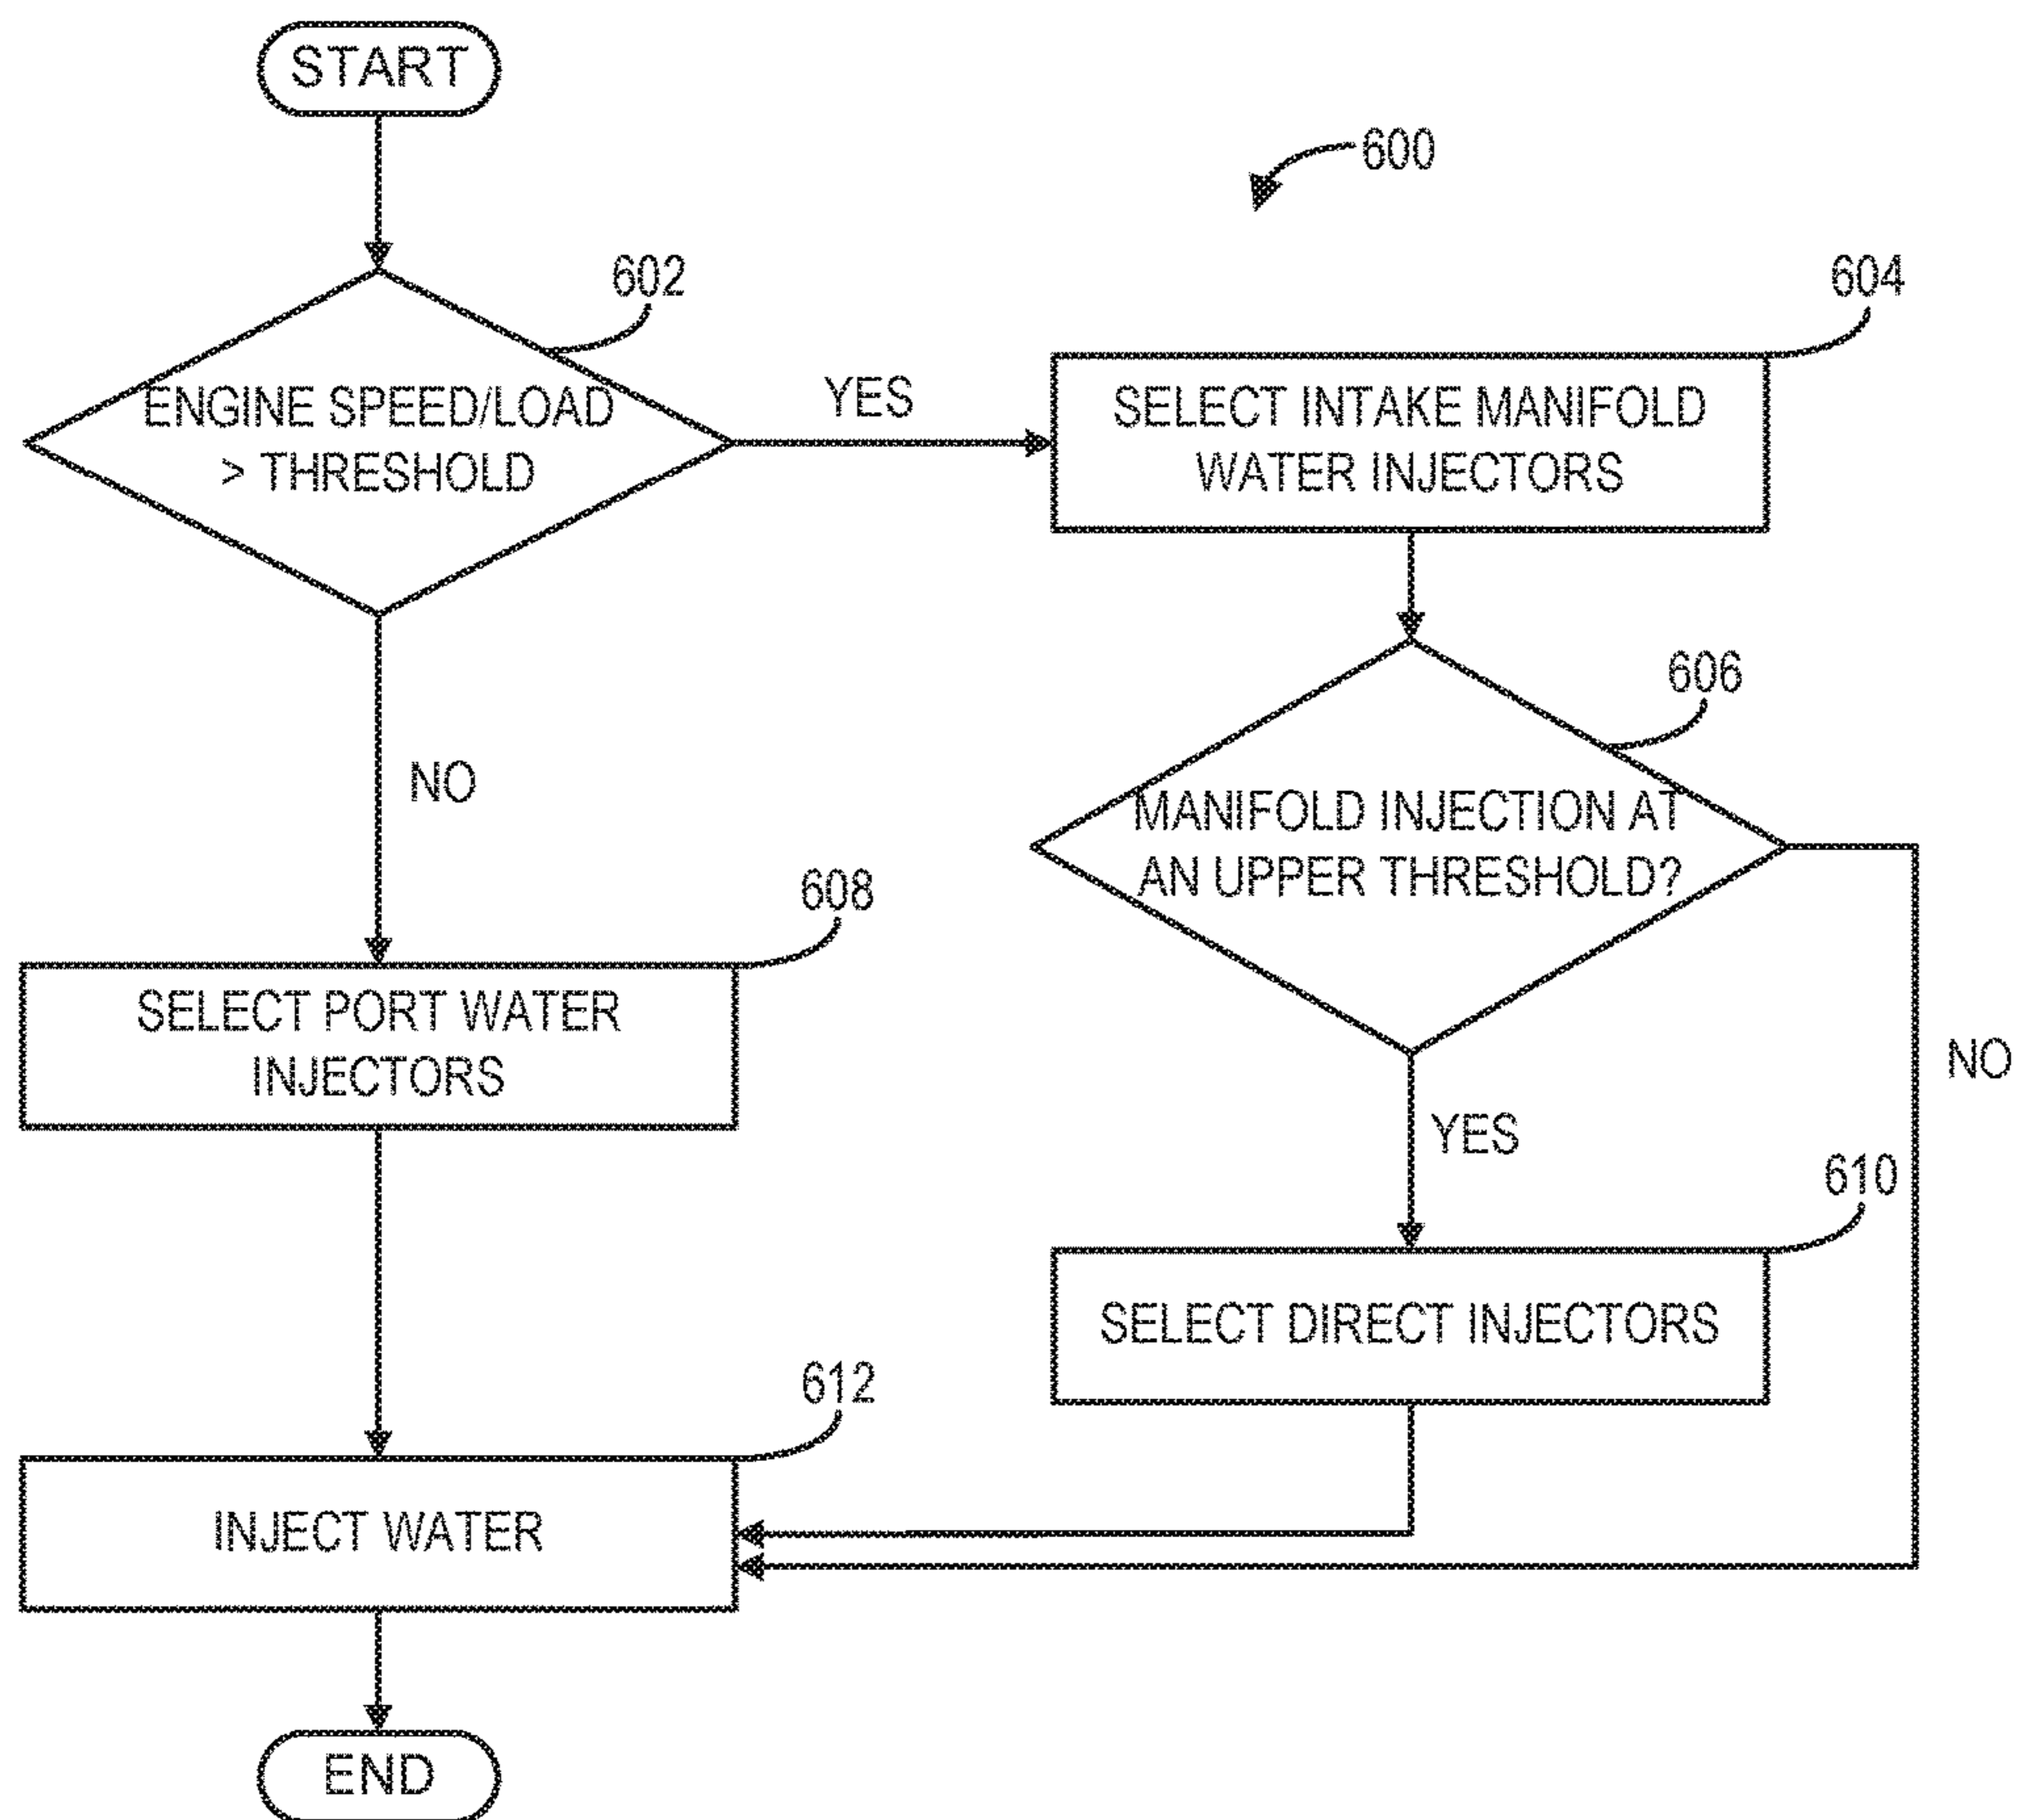 START
600
602
604
ENGINE SPEED/LOAD
> THRESHOLD
YES
SELECT INTAKE MANIFOLD
WATER INJECTORS
606
NO
MANIFOLD INJECTION AT
AN UPPER THRESHOLD?
608
SELECT PORT WATER
INJECTORS
NO
YES
610
SELECT DIRECT INJECTORS
612
INJECT WATER
END